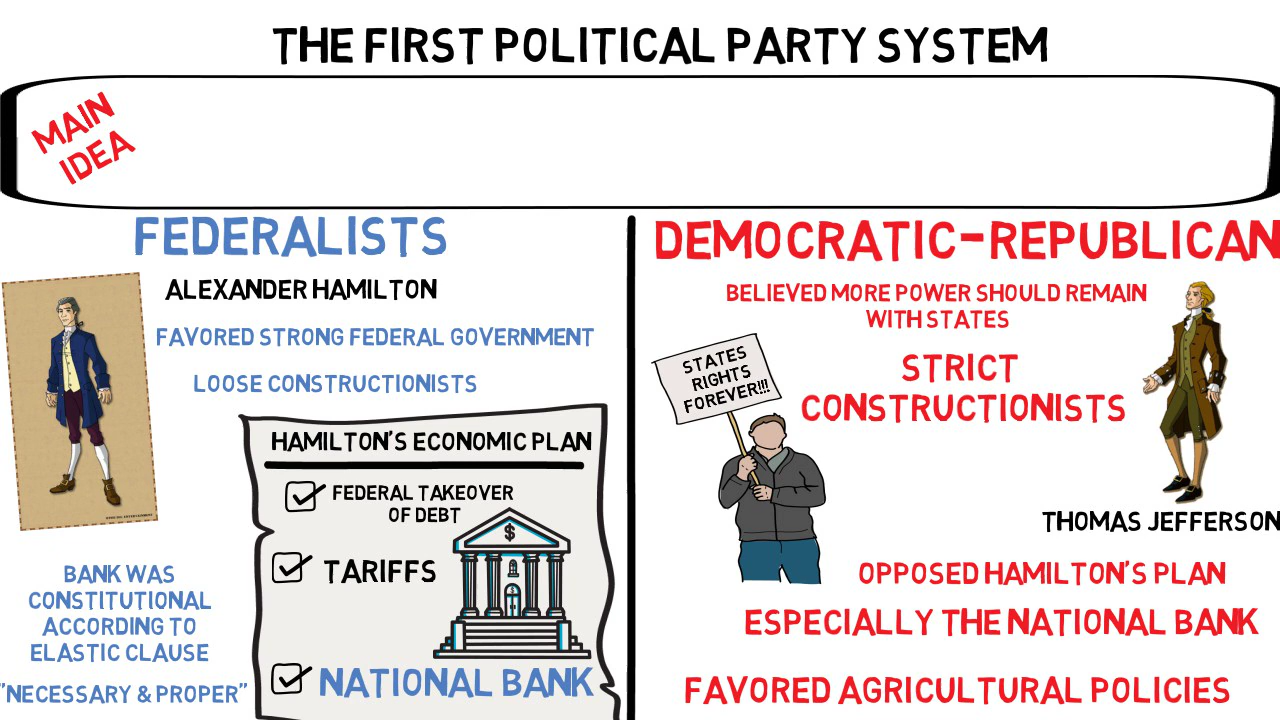 THE FIRST POLITICAL PARTY SYSTEM
MAIN
IDEA
FEDERALISTS
ALEXANDER HAMILTON
FAVORED STRONG FEDERAL GOVERNMENT
LOOSE CONSTRUCTIONISTS
HAMILTON'S ECONOMIC PLAN
FEDERAL TAKEOVER
OF DEBT
$
TARIFFS
NATIONAL BANK
BANK WAS
CONSTITUTIONAL
ACCORDING TO
ELASTIC CLAUSE
"NECESSARY & PROPER"
DEMOCRATIC-REPUBLICAN
BELIEVED MORE POWER SHOULD REMAIN
WITH STATES
STRICT
CONSTRUCTIONISTS
STATES
RIGHTS
FOREVER!!!
THOMAS JEFFERSON
OPPOSED HAMILTON'S PLAN
ESPECIALLY THE NATIONAL BANK
FAVORED AGRICULTURAL POLICIES